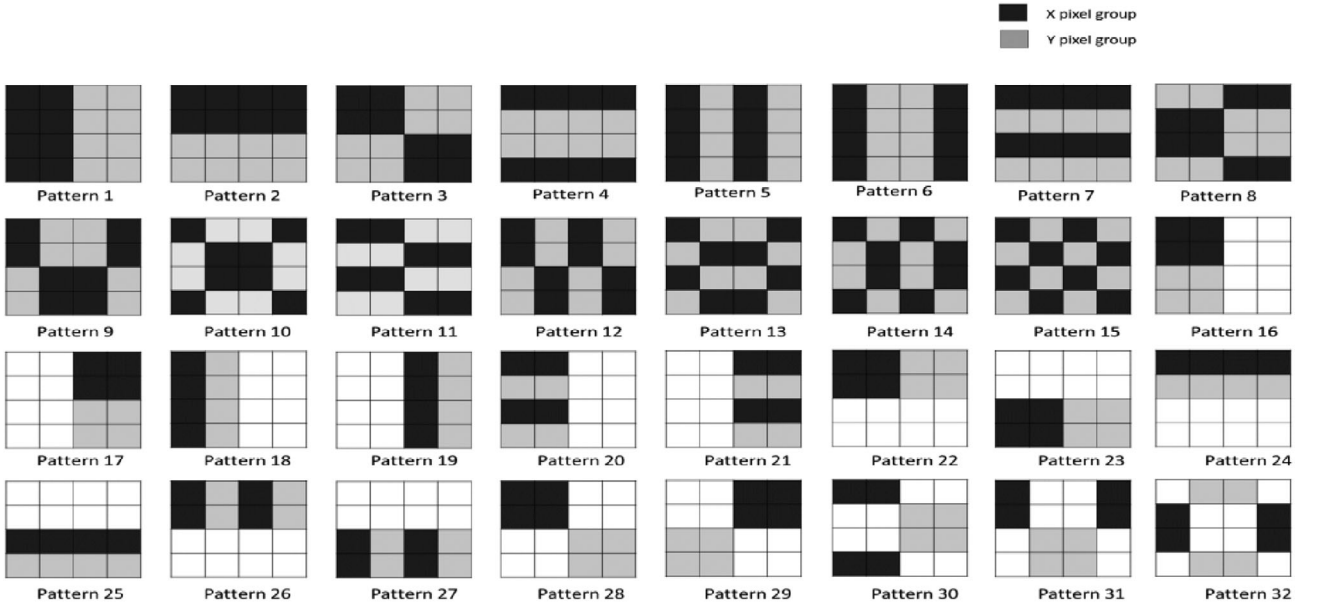 X pixel group
Y pixel group
Pattern 1 Pattern 2 Pattern 3 Pattern 4 Pattern 5 Pattern 6 Pattern 7 Pattern 8
Pattern 9 Pattern 10 Pattern 11 Pattern 12 Pattern 13 Pattern 14 Pattern 15 Pattern 16
Pattern 17 Pattern 18 Pattern 19 Pattern 20 Pattern 21 Pattern 22 Pattern 23 Pattern 24
Pattern 25 Pattern 26 Pattern 27 Pattern 28 Pattern 29 Pattern 30 Pattern 31 Pattern 32